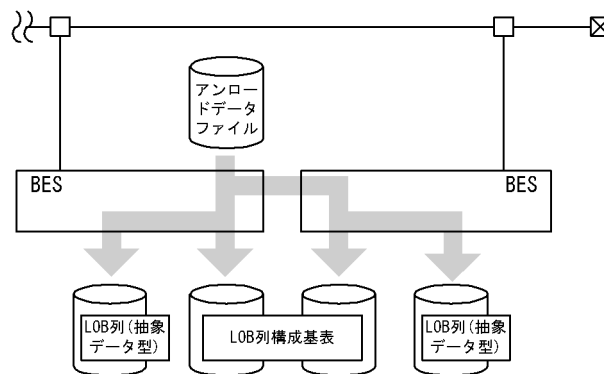 アンロー
ドデータ
ファイル
BES
BES
LOB列(抽象
データ型)
LOB列構成基表
LOB列(抽象
データ型)